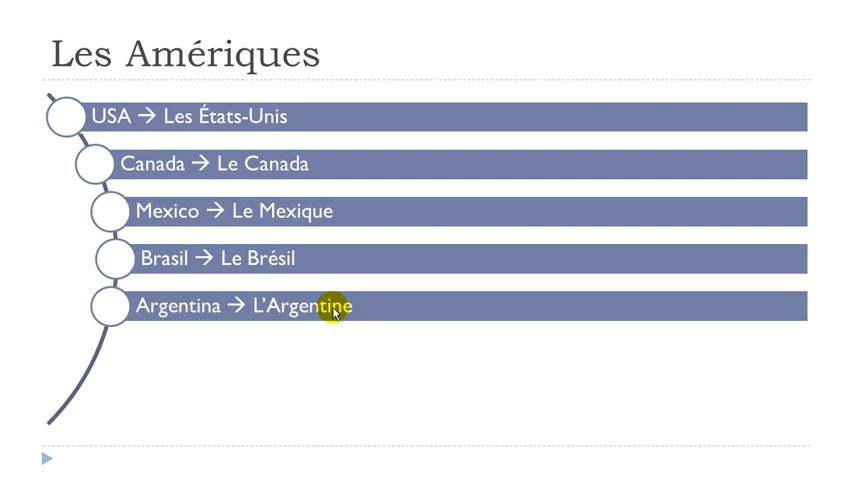 Les Amériques
USA → Les États-Unis
Canada → Le Canada
Mexico → Le Mexique
Brasil → Le Brésil
Argentina → L’Argentine